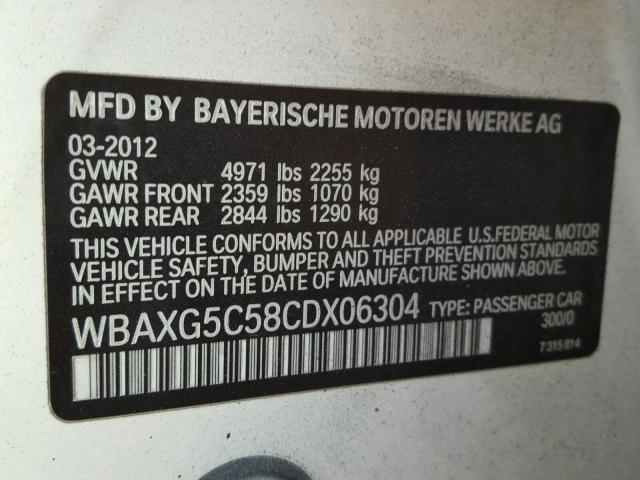 MFD BY BAYERISCHE MOTOREN WERKE AG
03-2012
GVWR 4971 lbs 2255 kg
GAWR FRONT 2359 lbs 1070 kg
GAWR REAR 2844 lbs 1290 kg
THIS VEHICLE CONFORMS TO ALL APPLICABLE U.S.FEDERAL MOTOR
VEHICLE SAFETY, BUMPER AND THEFT PREVENTION STANDARDS
IN EFFECT ON THE DATE OF MANUFACTURE SHOWN ABOVE.
WBAXG5C58CDX06304 TYPE: PASSENGER CAR
300/0
7 315 814